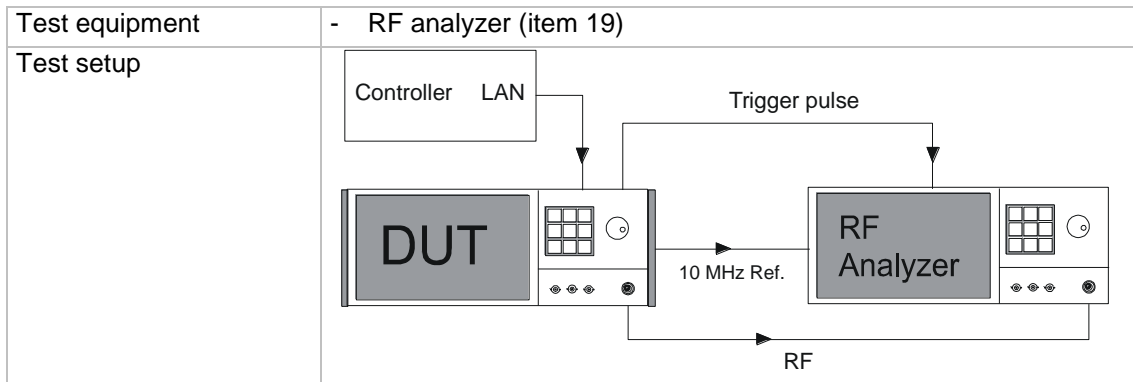 Test equipment
- RF analyzer (item 19)
Test setup
Controller LAN
Trigger pulse
DUT
10 MHz Ref.
RF
Analyzer
RF